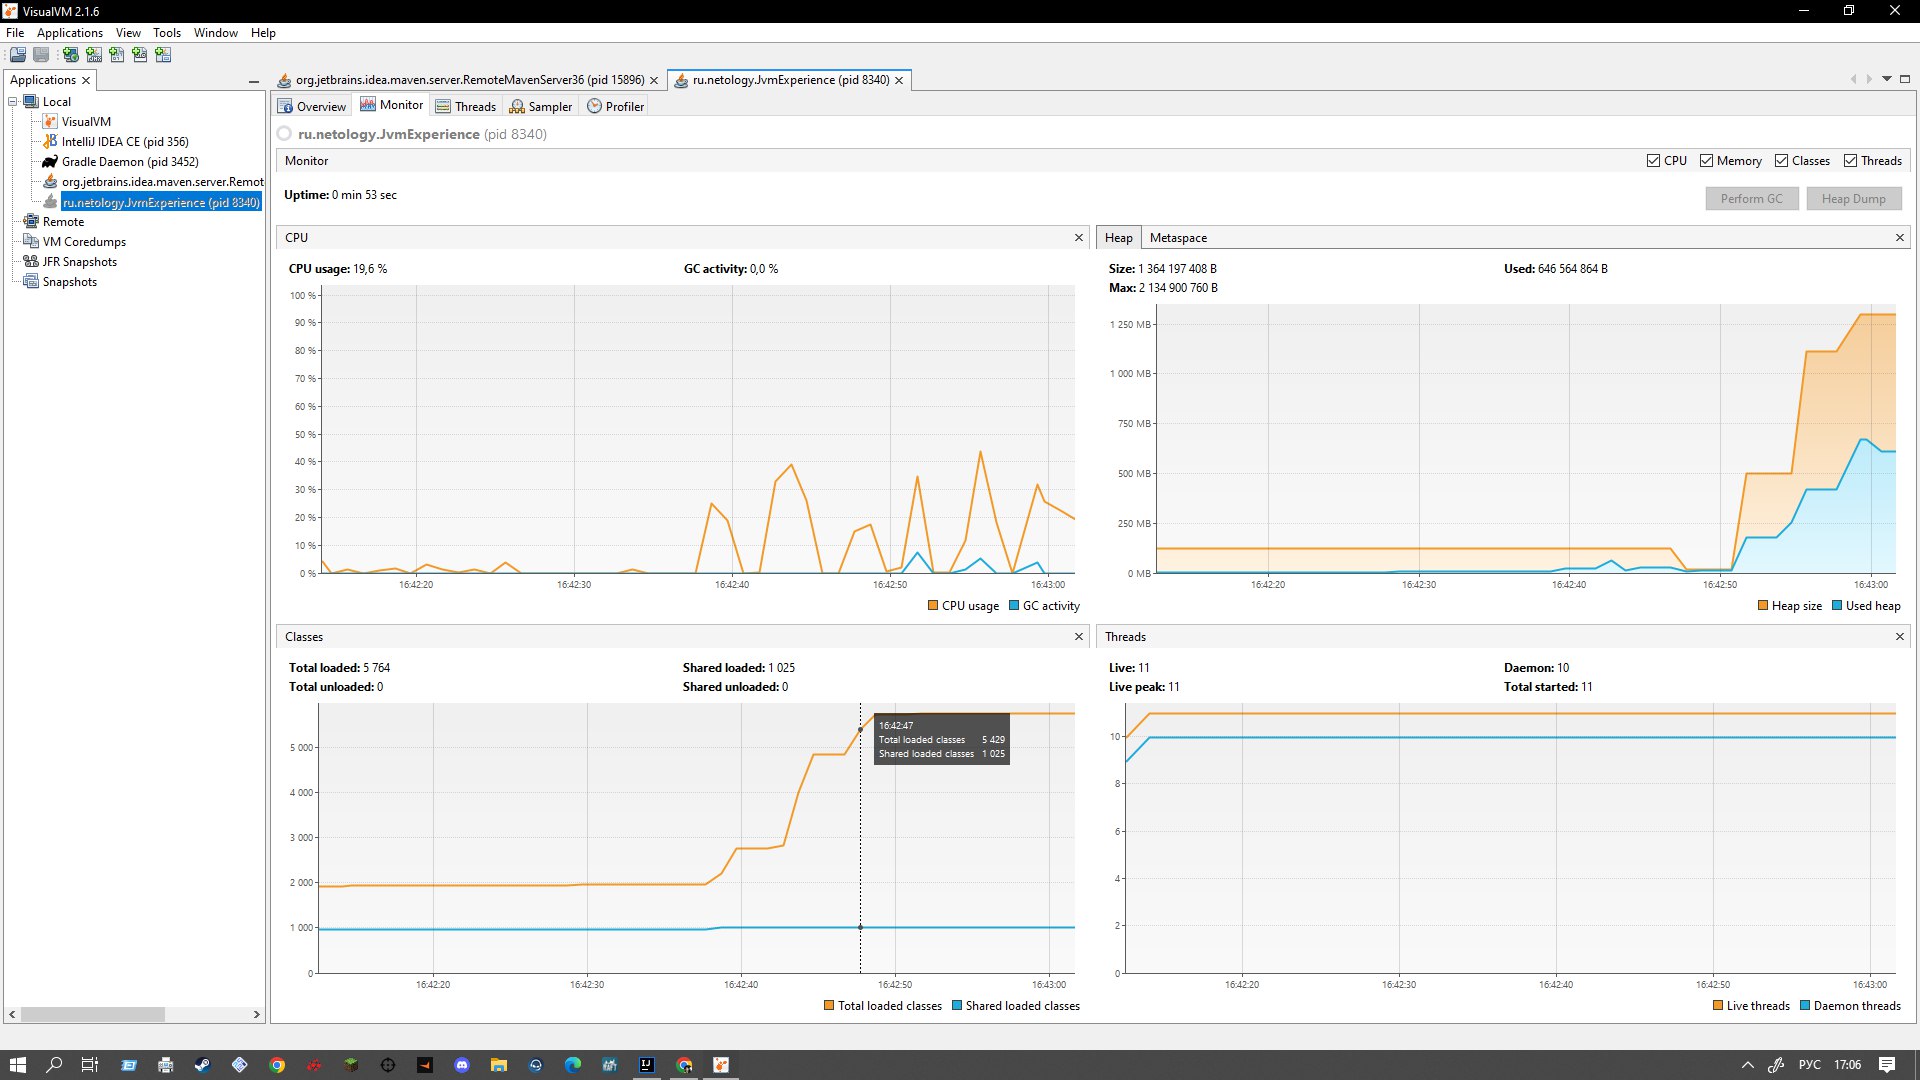 VisualVM 2.1.6
File Applications View Tools Window Help
Applications
Local
VisualVM
IntelliJ IDEA CE (pid 356)
Gradle Daemon (pid 3452)
org.jetbrains.idea.maven.server.Remot
ru.netology.JvmExperience (pid 8340)
Remote
VM Coredumps
JFR Snapshots
Snapshots
org.jetbrains.idea.maven.server.RemoteMavenServer36 (pid 15896) ru.netology.JvmExperience (pid 8340)
Overview Monitor Threads Sampler Profiler
ru.netology.JvmExperience (pid 8340)
Monitor CPU Memory Classes Threads
Uptime: 0 min 53 sec Perform GC Heap Dump
CPU
CPU usage: 19,6 % GC activity: 0,0 %
100 %
90 %
80 %
70 %
60 %
50 %
40 %
30 %
20 %
10 %
0 %
16:42:20 16:42:30 16:42:40 16:42:50 16:43:00
CPU usage GC activity
Heap Metaspace
Size: 1 364 197 408 B Used: 646 564 864 B
Max: 2 134 900 760 B
1 250 MB
1 000 MB
750 MB
500 MB
250 MB
0 MB
16:42:20 16:42:30 16:42:40 16:42:50 16:43:00
Heap size Used heap
Classes
Total loaded: 5 764 Shared loaded: 1 025
Total unloaded: 0 Shared unloaded: 0
5 000
4 000
3 000
2 000
1 000
0
16:42:47
Total loaded classes 5 429
Shared loaded classes 1 025
16:42:20 16:42:30 16:42:40 16:42:50 16:43:00
Total loaded classes Shared loaded classes
Threads
Live: 11 Daemon: 10
Live peak: 11 Total started: 11
10
8
6
4
2
0
16:42:20 16:42:30 16:42:40 16:42:50 16:43:00
Live threads Daemon threads
РУС 17:06